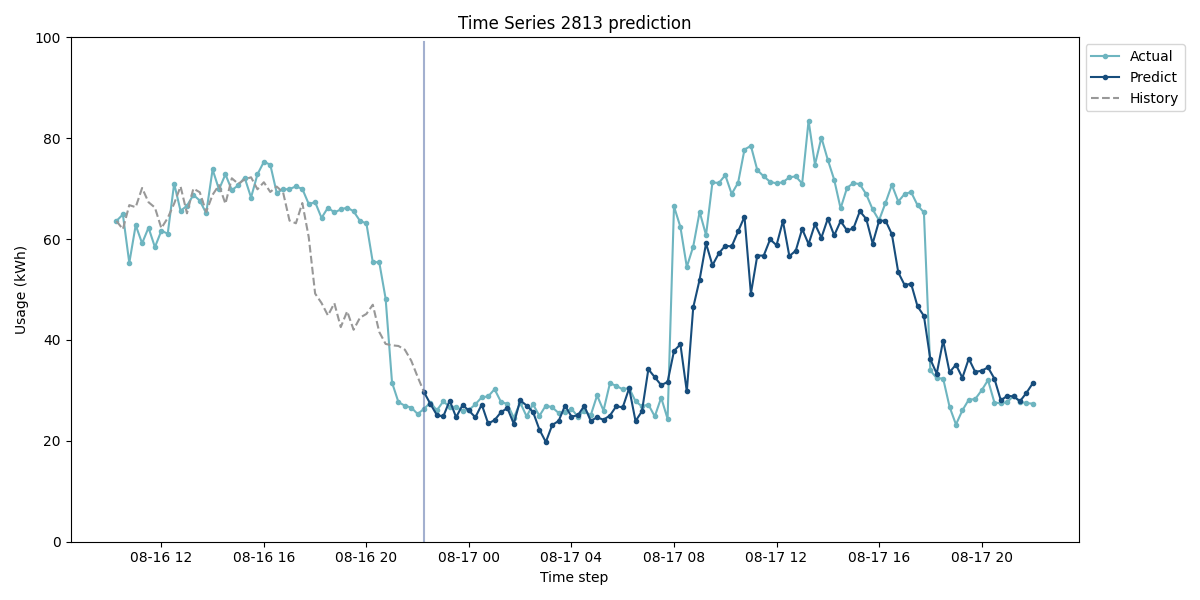 Time Series 2813 prediction
100
80
60
40
20
0
Usage (kWh)
08-16 12
08-16 16
08-16 20
08-17 00
08-17 04
08-17 08
08-17 12
08-17 16
08-17 20
Time step
Actual
Predict
History